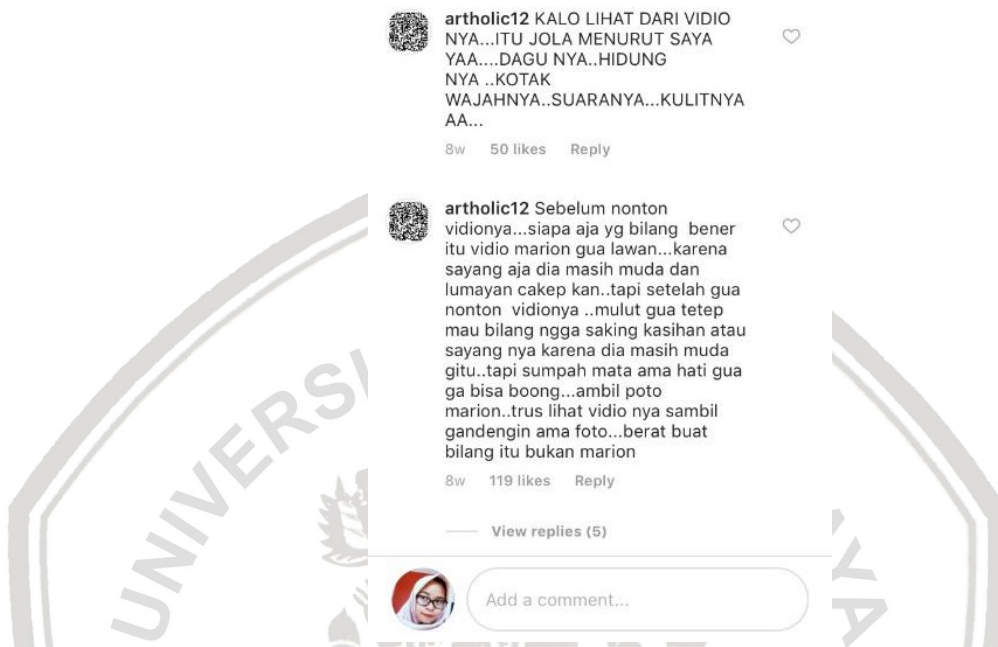 artholic12 KALO LIHAT DARI VIDIO
NYA...ITU JOLA MENURUT SAYA
YAA....DAGU NYA..HIDUNG
NYA ..KOTAK
WAJAHNYA..SUARANYA...KULITNYA
AA...
8w 50 likes Reply
artholic12 Sebelum nonton
vidionya...siapa aja yg bilang bener
itu vidio marion gua lawan...karena
sayang aja dia masih muda dan
lumayan cakep kan..tapi setelah gua
nonton vidionya ..mulut gua tetep
mau bilang ngga saking kasihan atau
sayang nya karena dia masih muda
gitu..tapi sumpah mata ama hati gua
ga bisa boong...ambil poto
marion..trus lihat vidio nya sambil
gandengin ama foto...berat buat
bilang itu bukan marion
8w 119 likes Reply
View replies (5)
Add a comment...